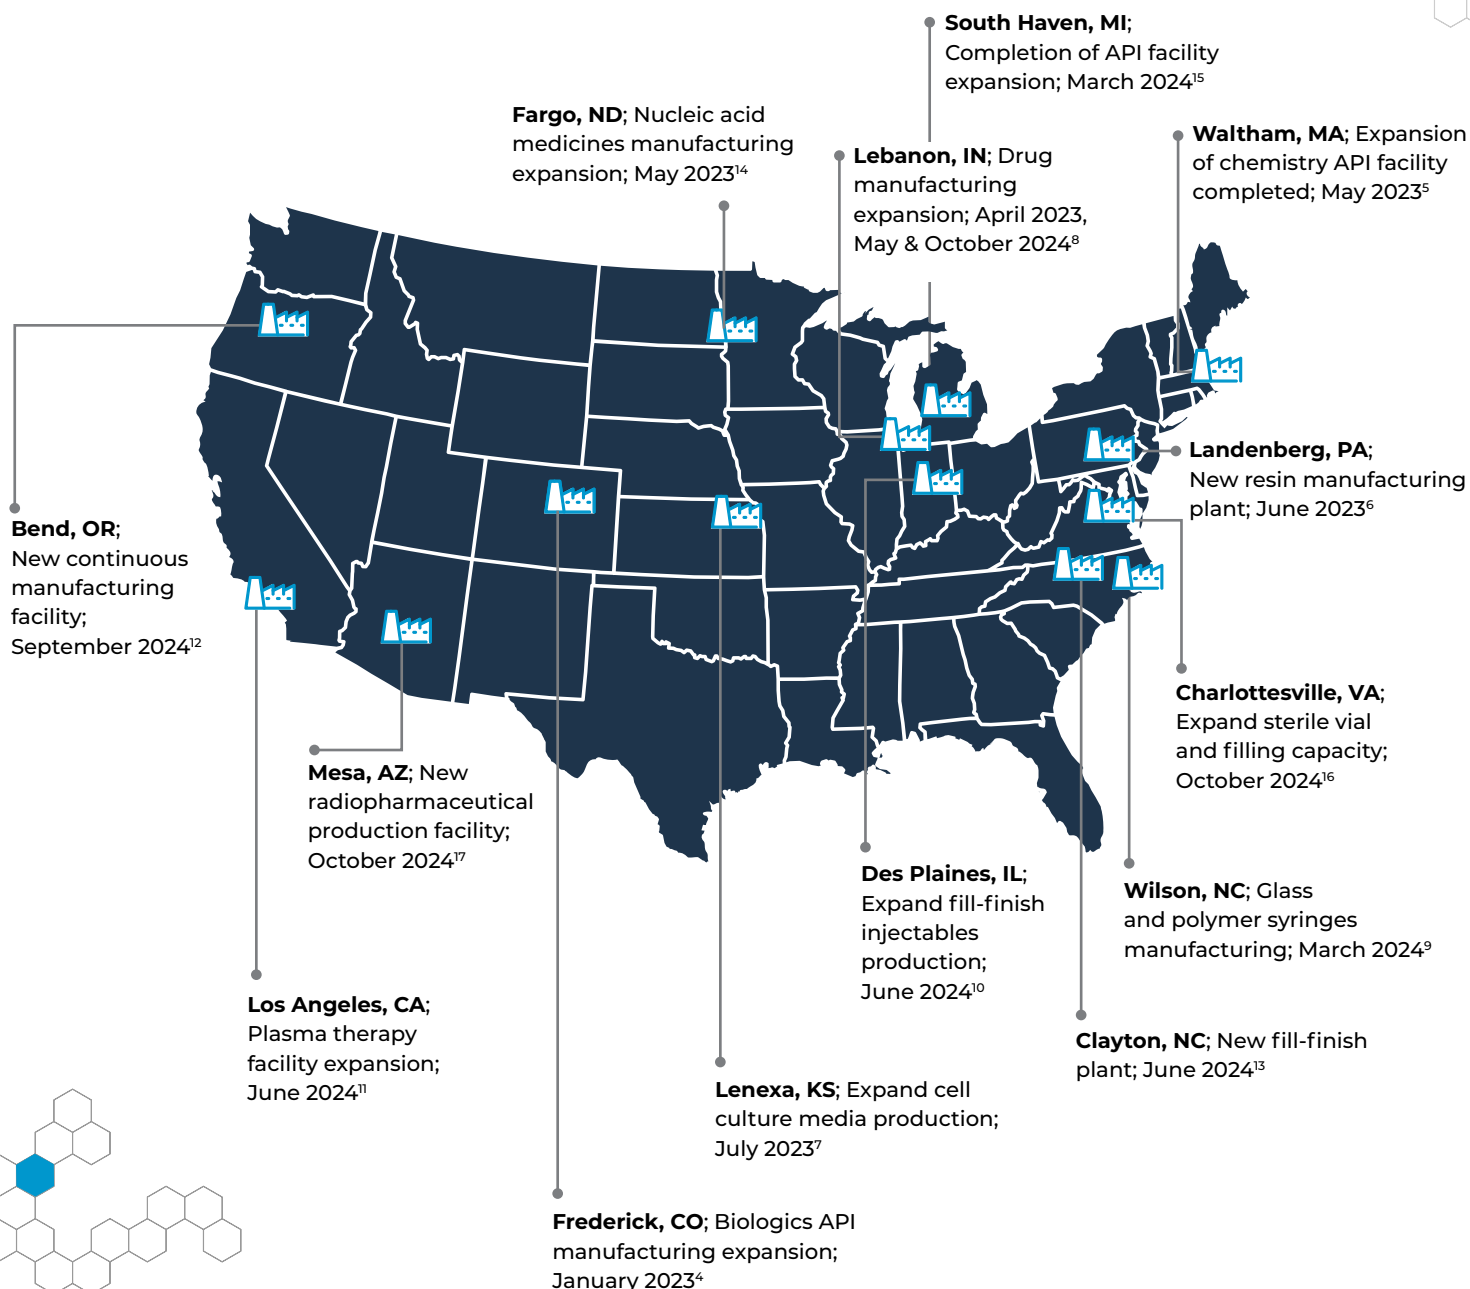 South Haven, MI;
Completion of API facility
expansion; March 2024¹⁵
Fargo, ND; Nucleic acid
medicines manufacturing
expansion; May 2023¹⁴
Lebanon, IN; Drug
manufacturing
expansion; April 2023,
May & October 2024⁸
Waltham, MA; Expansion
of chemistry API facility
completed; May 2023⁵
Landenberg, PA;
New resin manufacturing
plant; June 2023⁶
Bend, OR;
New continuous
manufacturing
facility;
September 2024¹²
Charlottesville, VA;
Expand sterile vial
and filling capacity;
October 2024¹⁶
Mesa, AZ; New
radiopharmaceutical
production facility;
October 2024¹⁷
Des Plaines, IL;
Expand fill-finish
injectables
production;
June 2024¹⁰
Wilson, NC; Glass
and polymer syringes
manufacturing; March 2024⁹
Los Angeles, CA;
Plasma therapy
facility expansion;
June 2024¹¹
Clayton, NC; New fill-finish
plant; June 2024¹³
Lenexa, KS; Expand cell
culture media production;
July 2023⁷
Frederick, CO; Biologics API
manufacturing expansion;
January 2023⁴